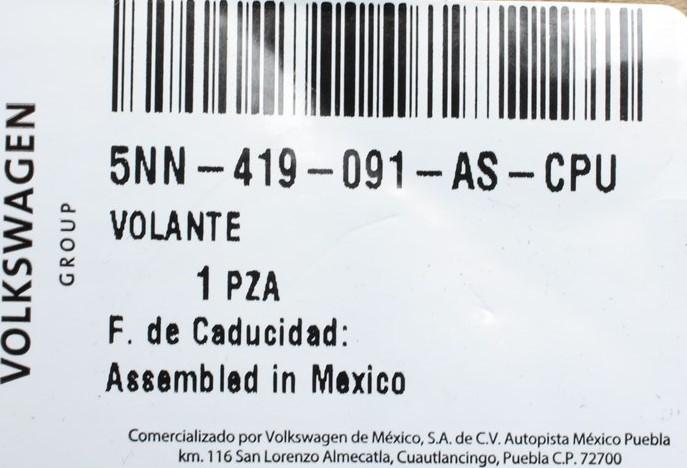 VOLKSWAGEN
GROUP
5NN-419-091-AS-CPU
VOLANTE
1 PZA
F. de Caducidad:
Assembled in Mexico
Comercializado por Volkswagen de México, S.A. de C.V. Autopista México Puebla
km. 116 San Lorenzo Almecatla, Cuautlancingo, Puebla C.P. 72700